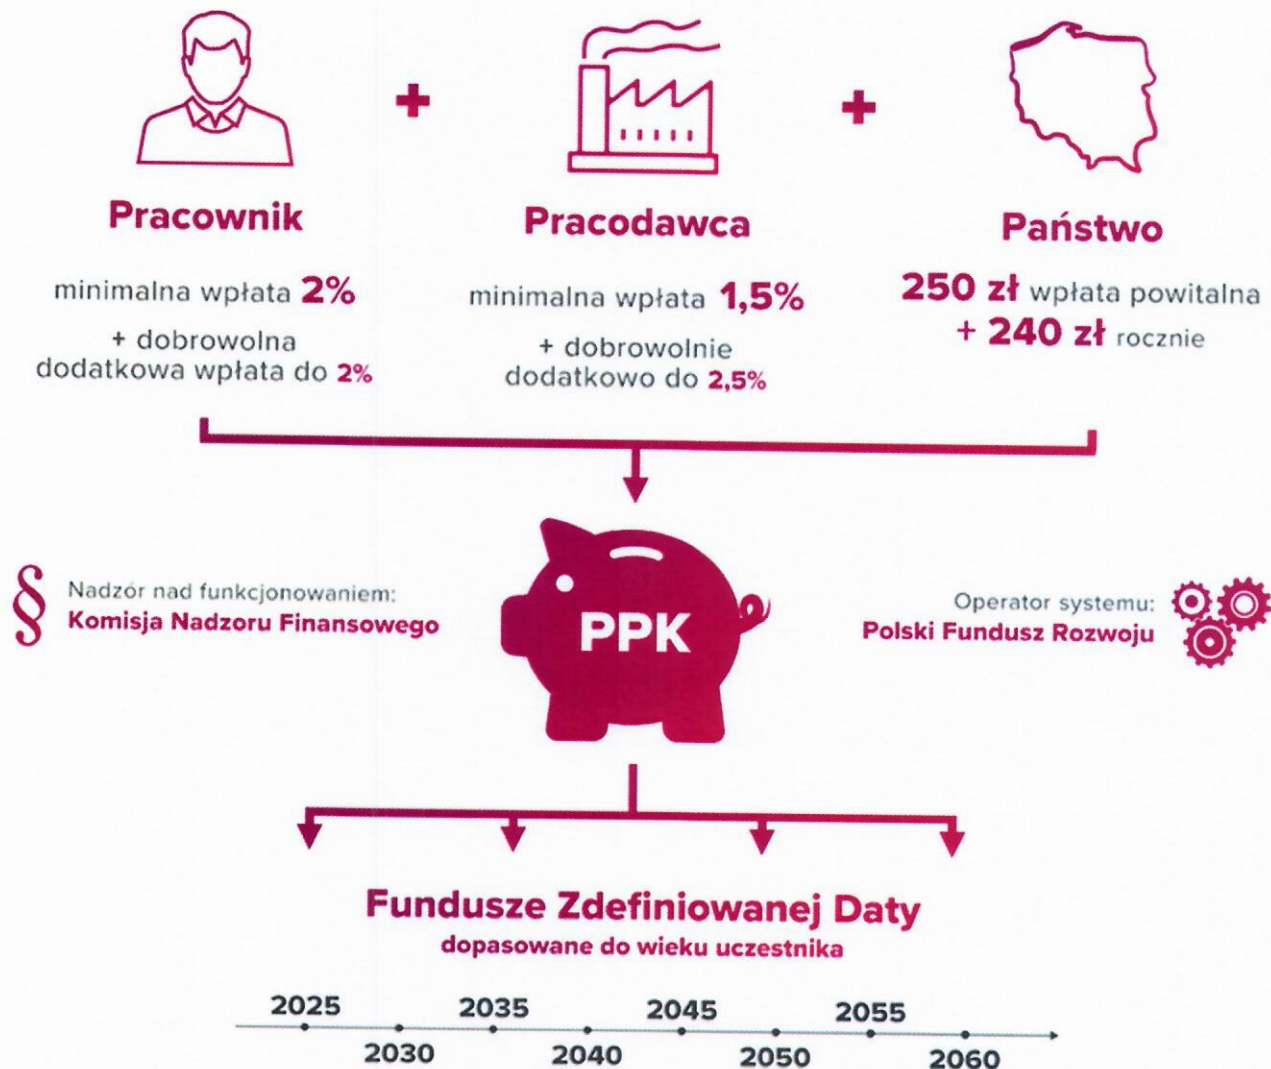 +
+
Pracownik
Pracodawca
Państwo
minimalna wpłata 2%
+ dobrowolna
dodatkowa wpłata do 2%
minimalna wpłata 1,5%
+ dobrowolnie
dodatkowo do 2,5%
250 zł wpłata powitalna
+ 240 zł rocznie
§
Nadzór nad funkcjonowaniem:
Komisja Nadzoru Finansowego
PPK
Operator systemu:
Polski Fundusz Rozwoju
Fundusze Zdefiniowanej Daty
dopasowane do wieku uczestnika
2025 2035 2045 2055
2030 2040 2050 2060